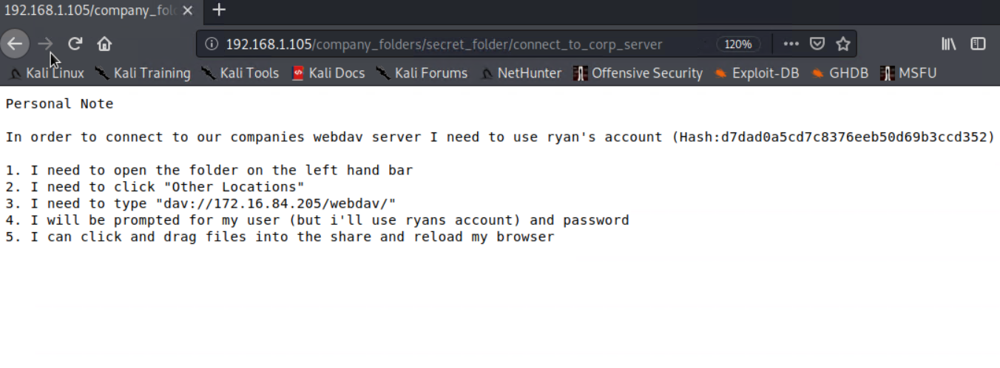 192.168.1.105/company_fol
192.168.1.105/company_folders/secret_folder/connect_to_corp_server
120%
Kali Linux Kali Training Kali Tools Kali Docs Kali Forums NetHunter Offensive Security Exploit-DB GHDB MSFU
Personal Note
In order to connect to our companies webdav server I need to use ryan's account (Hash:d7dad0a5cd7c8376eeb50d69b3ccd352)
1. I need to open the folder on the left hand bar
2. I need to click "Other Locations"
3. I need to type "dav://172.16.84.205/webdav/"
4. I will be prompted for my user (but i'll use ryans account) and password
5. I can click and drag files into the share and reload my browser